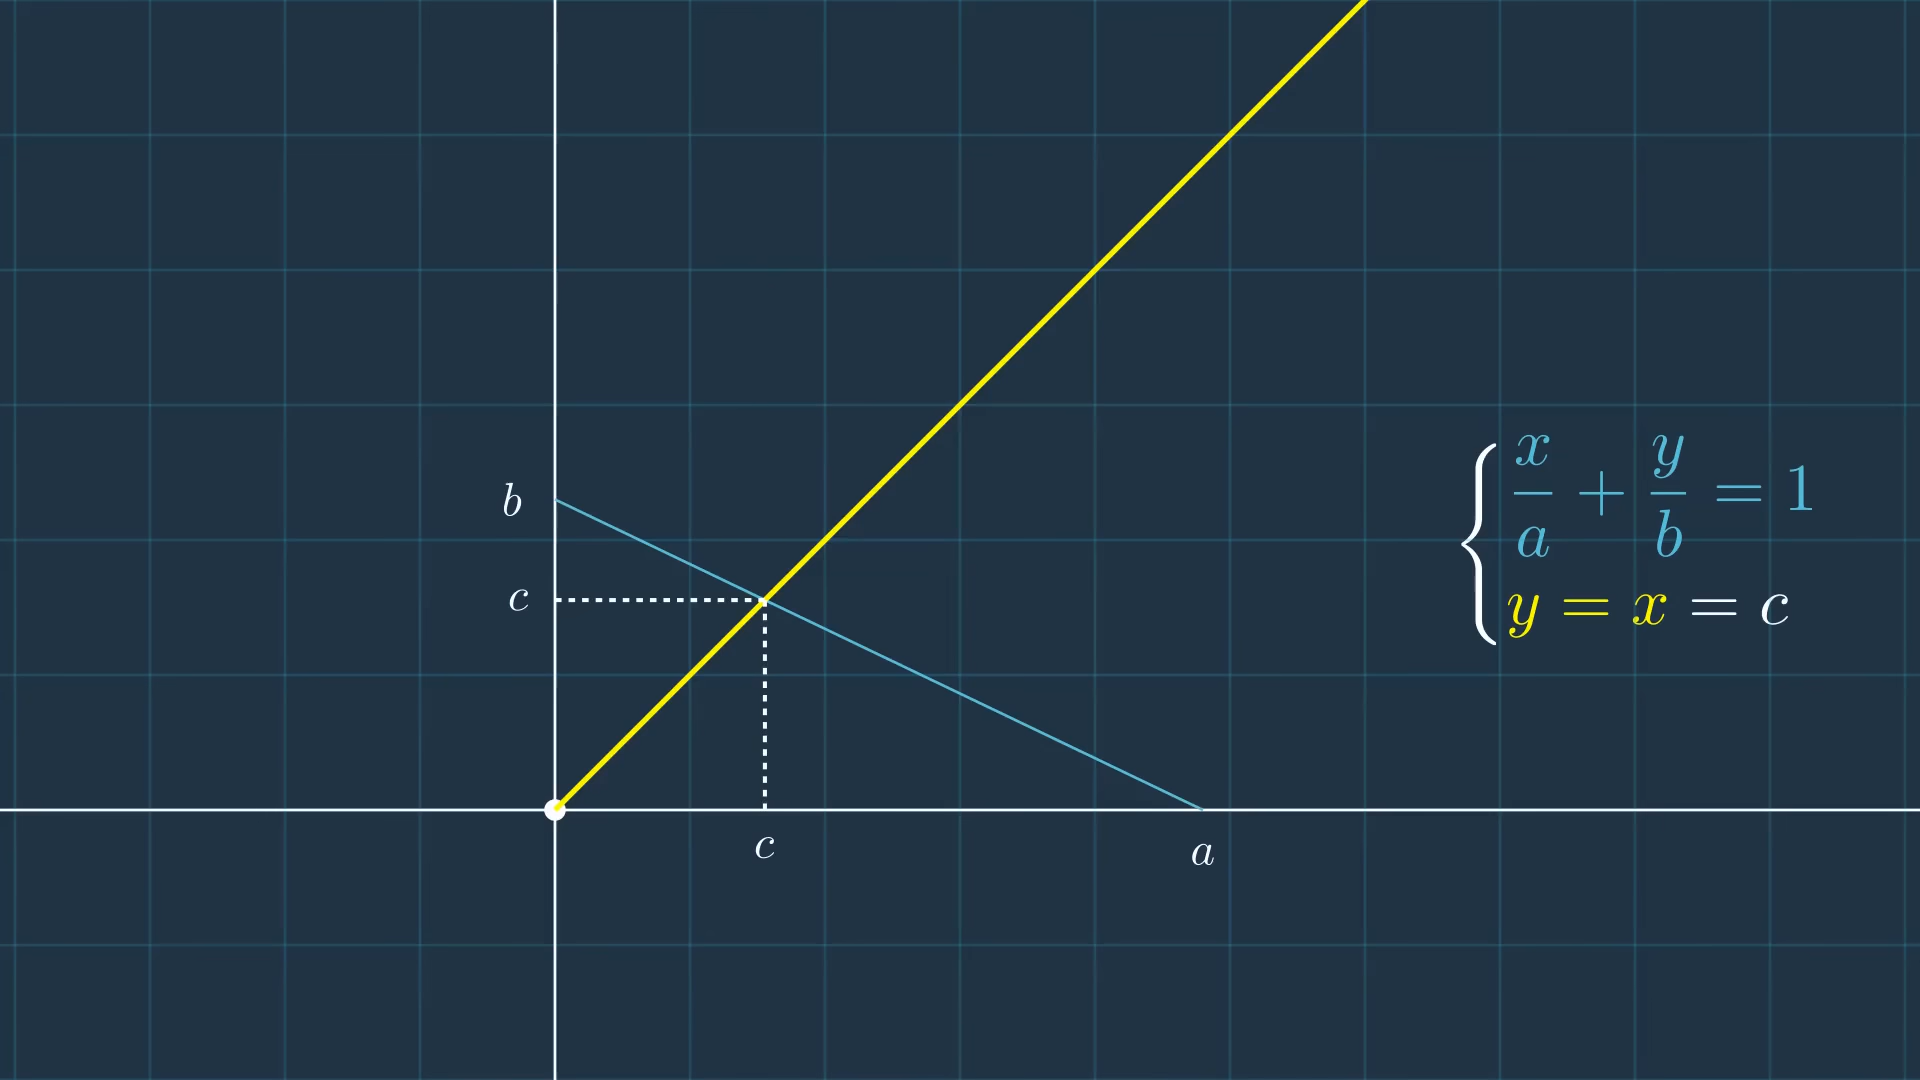 b
c
c
a
x/a + y/b = 1
y = x = c